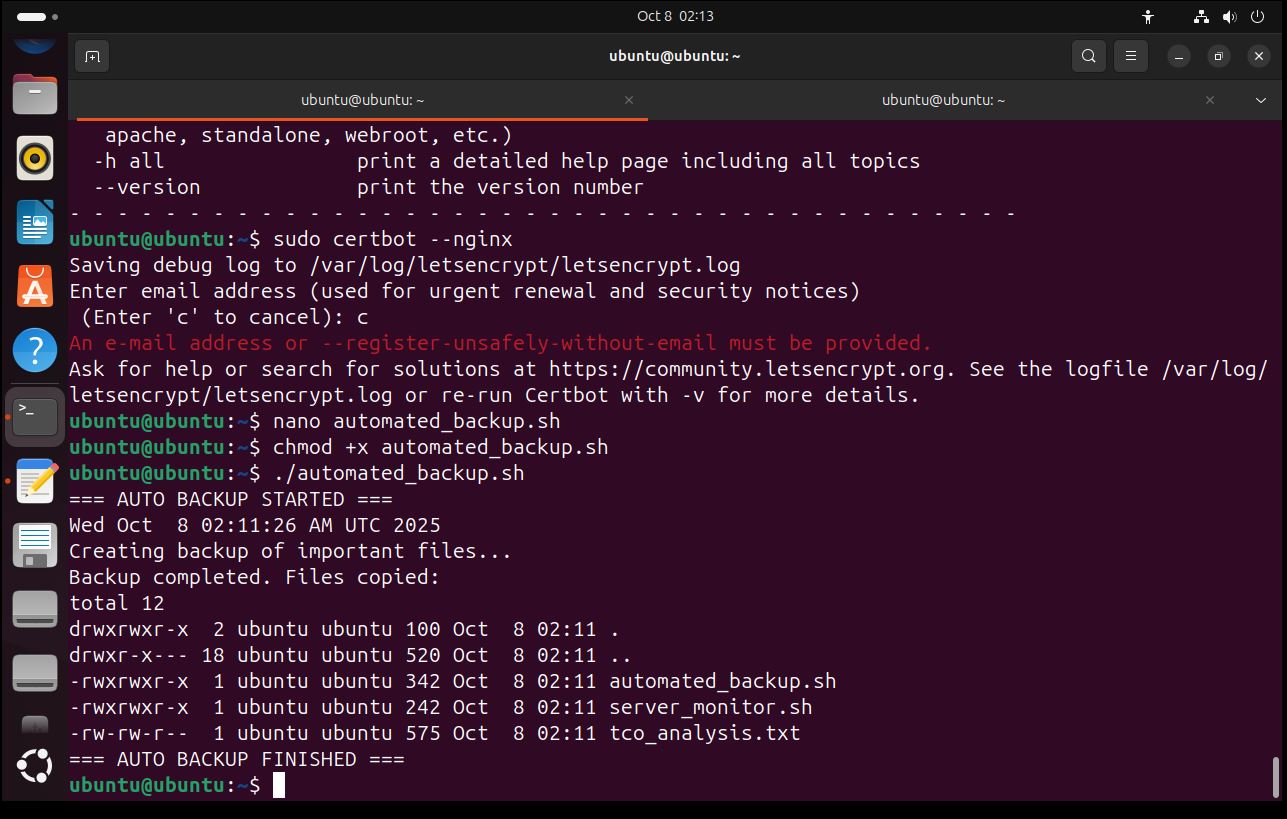 Oct 8 02:13
ubuntu@ubuntu: ~
ubuntu@ubuntu: ~
ubuntu@ubuntu: ~
apache, standalone, webroot, etc.)
-h all print a detailed help page including all topics
--version print the version number
- - - - - - - - - - - - - - - - - - - - - - - - - - - - - - - - - - - - - - - -
ubuntu@ubuntu:~$ sudo certbot --nginx
Saving debug log to /var/log/letsencrypt/letsencrypt.log
Enter email address (used for urgent renewal and security notices)
(Enter 'c' to cancel): c
An e-mail address or --register-unsafely-without-email must be provided.
Ask for help or search for solutions at https://community.letsencrypt.org. See the logfile /var/log/
letsencrypt/letsencrypt.log or re-run Certbot with -v for more details.
ubuntu@ubuntu:~$ nano automated_backup.sh
ubuntu@ubuntu:~$ chmod +x automated_backup.sh
ubuntu@ubuntu:~$ ./automated_backup.sh
=== AUTO BACKUP STARTED ===
Wed Oct  8 02:11:26 AM UTC 2025
Creating backup of important files...
Backup completed. Files copied:
total 12
drwxrwxr-x  2 ubuntu ubuntu 100 Oct  8 02:11 .
drwxr-x--- 18 ubuntu ubuntu 520 Oct  8 02:11 ..
-rwxrwxr-x  1 ubuntu ubuntu 342 Oct  8 02:11 automated_backup.sh
-rwxrwxr-x  1 ubuntu ubuntu 242 Oct  8 02:11 server_monitor.sh
-rw-rw-r--  1 ubuntu ubuntu 575 Oct  8 02:11 tco_analysis.txt
=== AUTO BACKUP FINISHED ===
ubuntu@ubuntu:~$